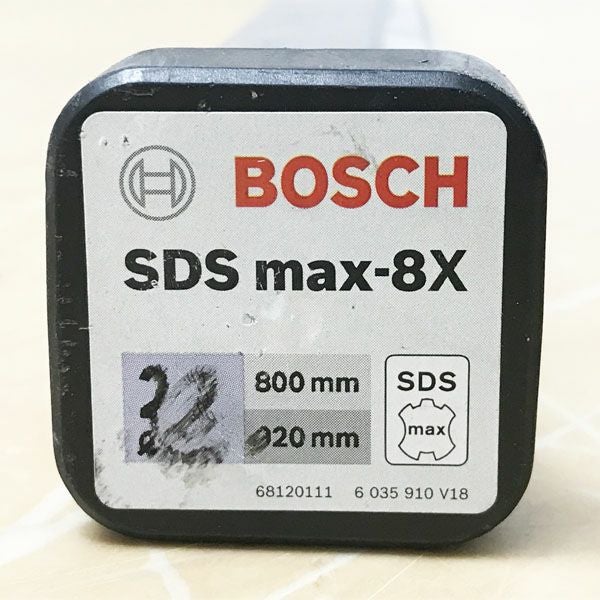 BOSCH
SDS max-8X
800 mm
SDS
920 mm
max
68120111 6 035 910 V18